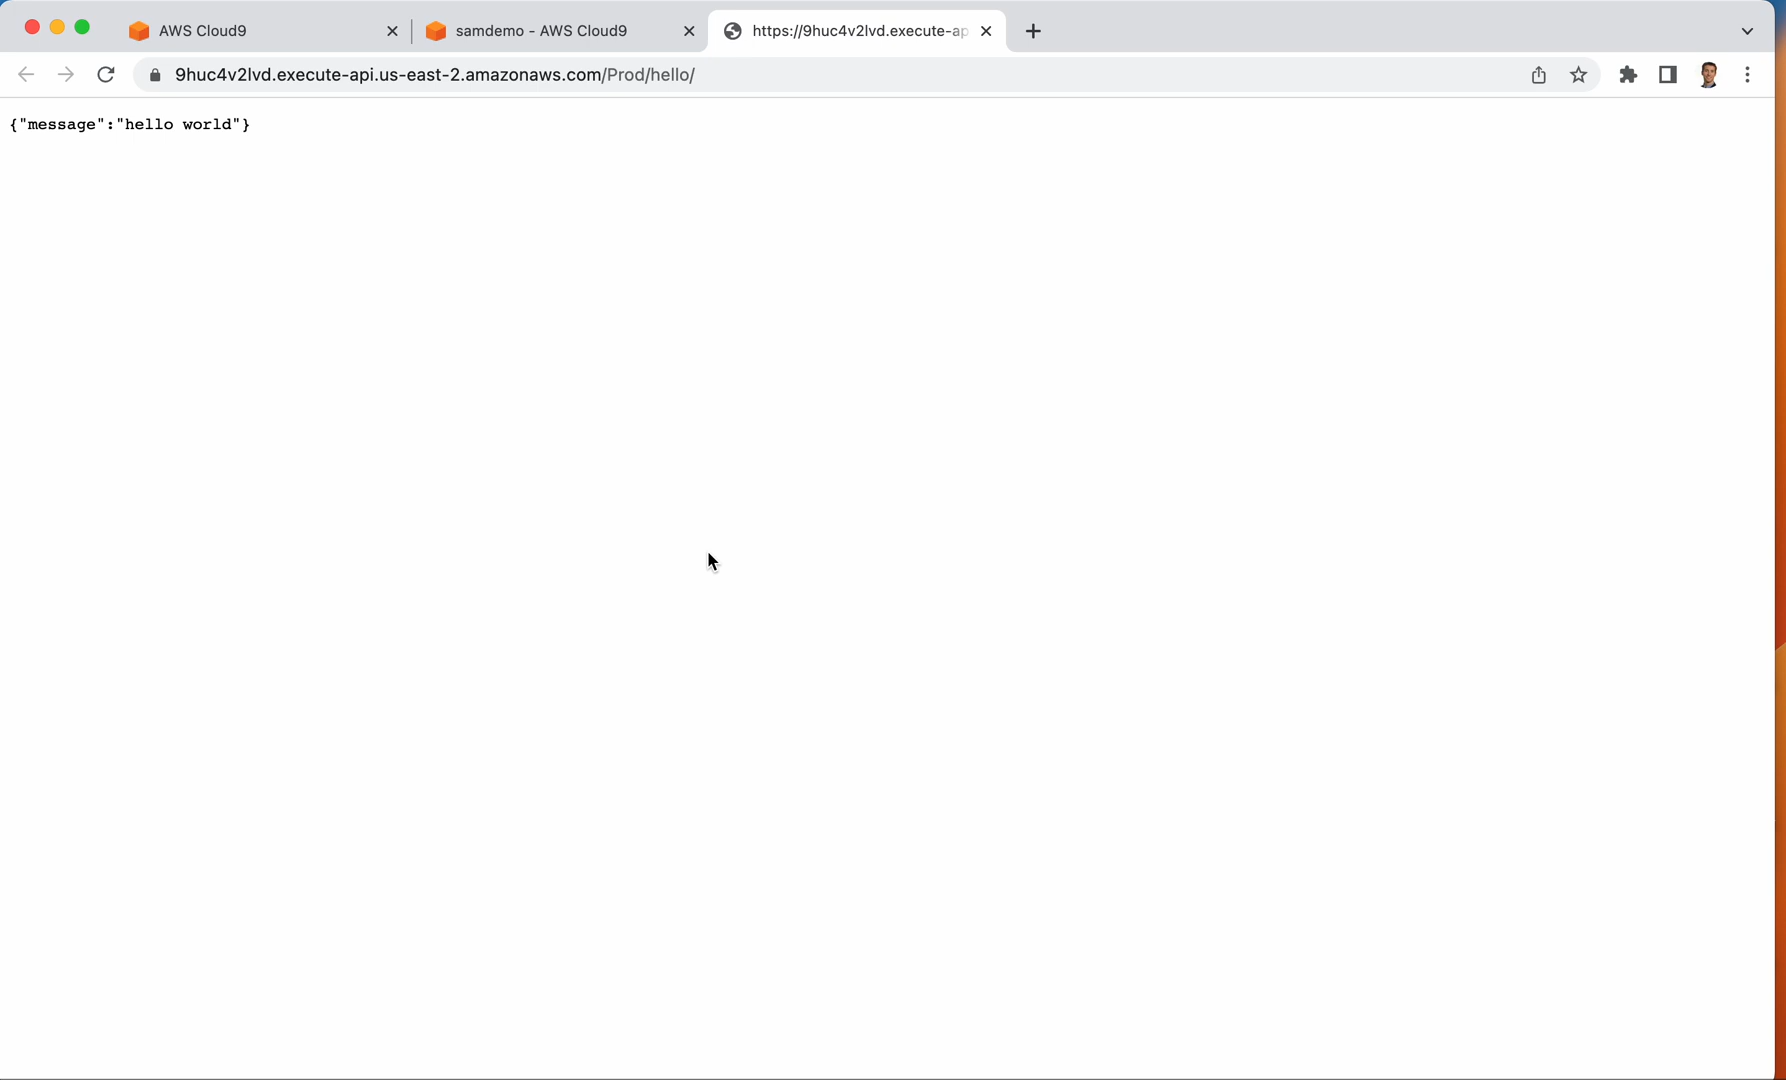 AWS Cloud9
samdemo - AWS Cloud9
https://9huc4v2lvd.execute-ap
9huc4v2lvd.execute-api.us-east-2.amazonaws.com/Prod/hello/
{"message":"hello world"}